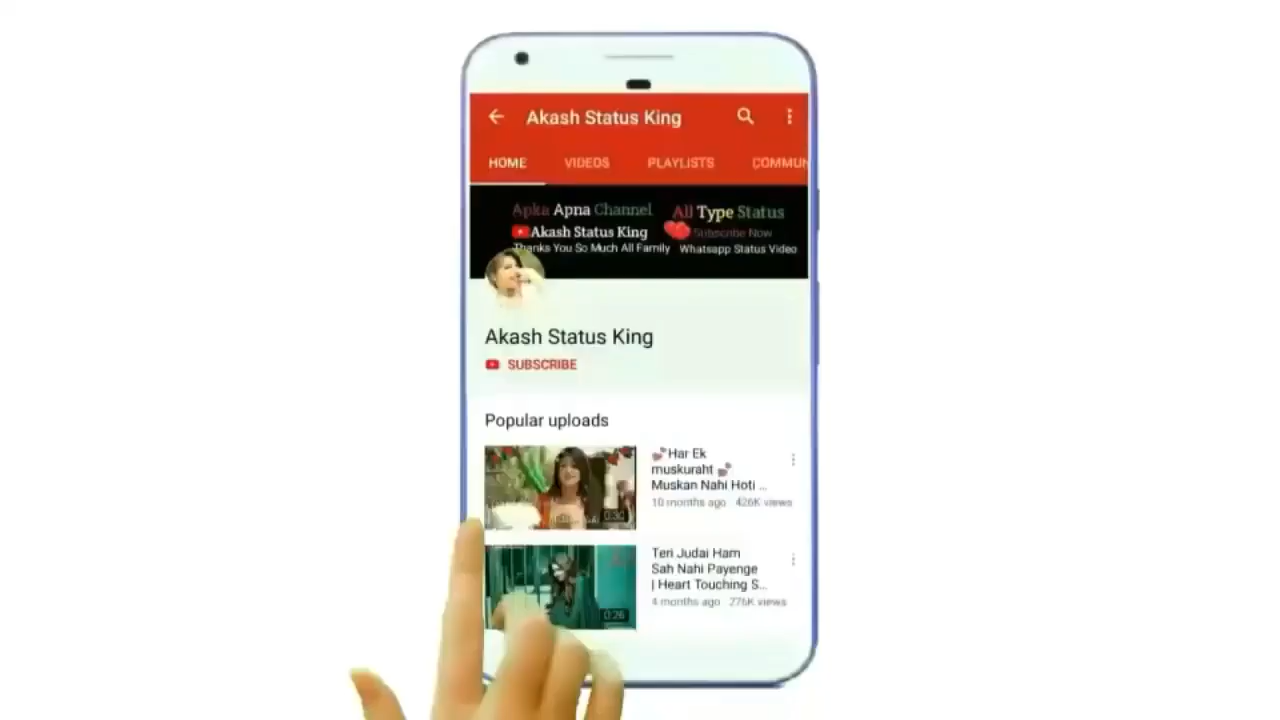 Akash Status King
HOME VIDEOS PLAYLISTS COMMUN
Apka Apna Channel
Akash Status King
Thanks You So Much All Family
All Type Status
Subscribe Now
Whatsapp Status Video
Akash Status King
SUBSCRIBE
Popular uploads
💕Har Ek
muskuraht 💕
Muskan Nahi Hoti ...
10 months ago 426K views
0:30
Teri Judai Ham
Sah Nahi Payenge
| Heart Touching S...
4 months ago 276K views
0:26